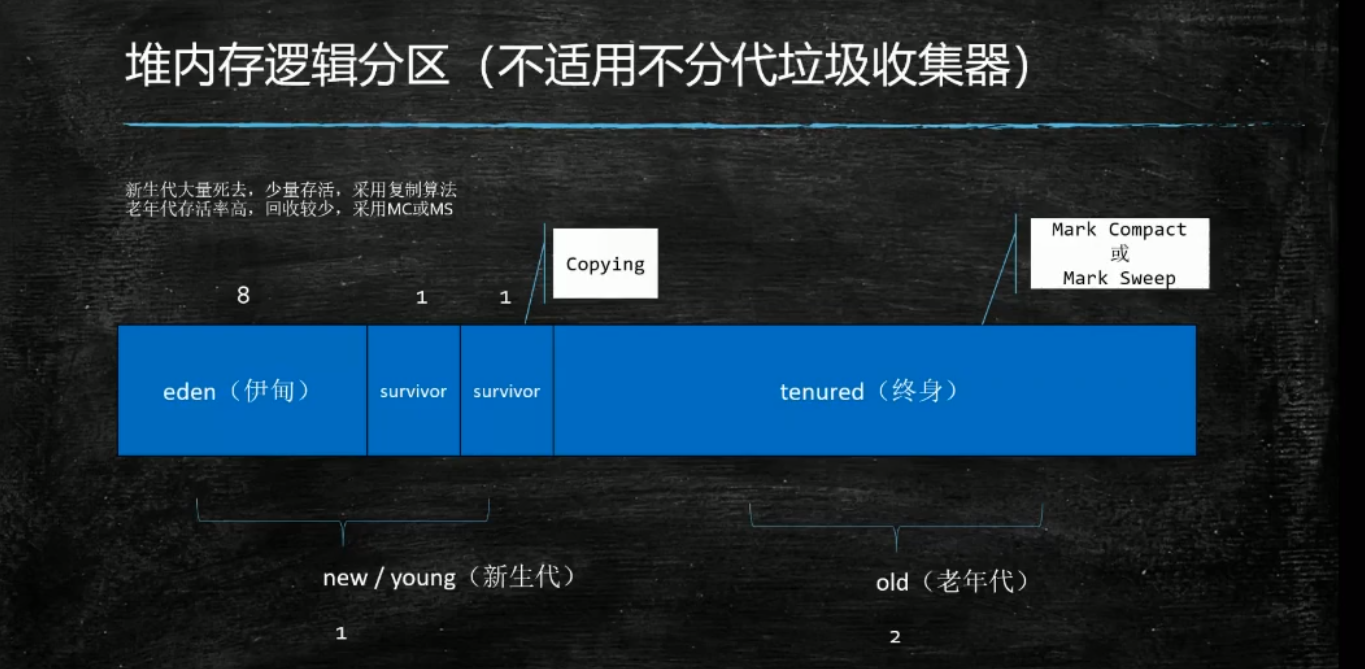 堆内存逻辑分区（不适用不分代垃圾收集器）
新生代大量死去，少量存活，采用复制算法
老年代存活率高，回收较少，采用MC或MS
Copying
Mark Compact
或
Mark Sweep
8
1
1
eden（伊甸）
survivor
survivor
tenured（终身）
new / young（新生代）
old（老年代）
1
2